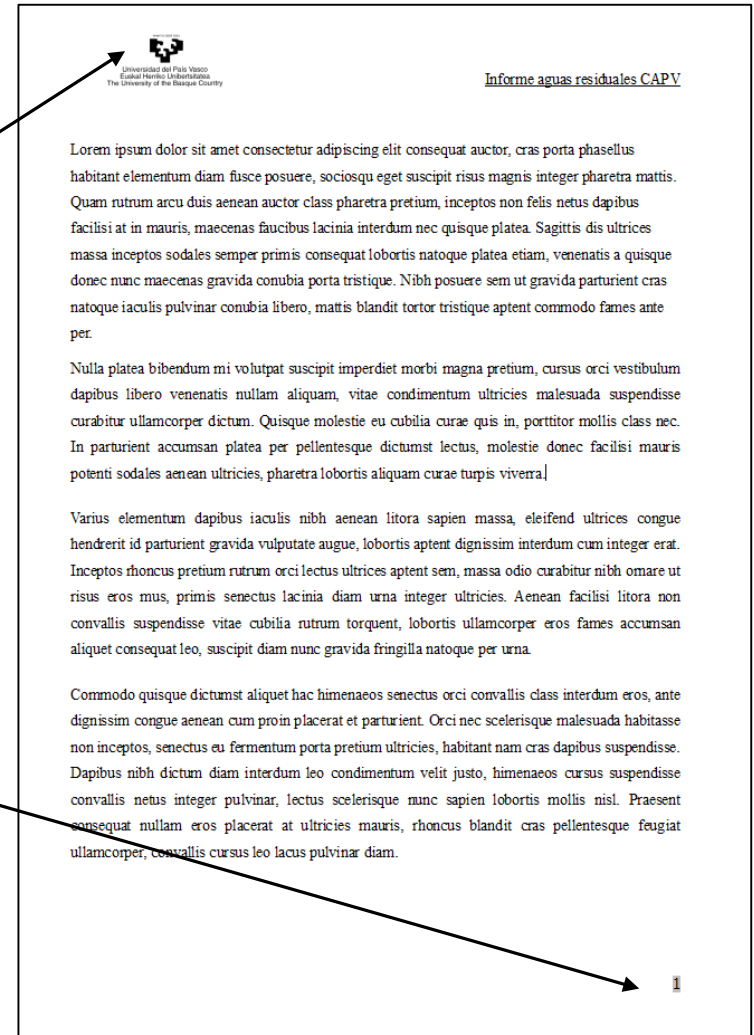 Universidad del País Vasco
Euskal Herriko Unibertsitatea
The University of the Basque Country
Informe aguas residuales CAPV
Lorem ipsum dolor sit amet consectetur adipiscing elit consequat auctor, cras porta phasellus
habitant elementum diam fusce posuere, sociosqu eget suscipit risus magnis integer pharetra mattis.
Quam rutrum arcu duis aenean auctor class pharetra pretium, inceptos non felis netus dapibus
facilisi at in mauris, maecenas faucibus lacinia interdum nec quisque platea. Sagittis dis ultrices
massa inceptos sodales semper primis consequat lobortis natoque platea etiam, venenatis a quisque
donec nunc maecenas gravida conubia porta tristique. Nibh posuere sem ut gravida parturient cras
natoque iaculis pulvinar conubia libero, mattis blandit tortor tristique aptent commodo fames ante
per.
Nulla platea bibendum mi volutpat suscipit imperdiet morbi magna pretium, cursus orci vestibulum
dapibus libero venenatis nullam aliquam, vitae condimentum ultricies malesuada suspendisse
curabitur ullamcorper dictum. Quisque molestie eu cubilia curae quis in, porttitor mollis class nec.
In parturient accumsan platea per pellentesque dictumst lectus, molestie donec facilisi mauris
potenti sodales aenean ultricies, pharetra lobortis aliquam curae turpis viverra.
Varius elementum dapibus iaculis nibh aenean litora sapien massa, eleifend ultrices congue
hendrerit id parturient gravida vulputate augue, lobortis aptent dignissim interdum cum integer erat.
Inceptos rhoncus pretium rutrum orci lectus ultrices aptent sem, massa odio curabitur nibh ornare ut
risus eros mus, primis senectus lacinia diam urna integer ultricies. Aenean facilisi litora non
convallis suspendisse vitae cubilia rutrum torquent, lobortis ullamcorper eros fames accumsan
aliquet consequat leo, suscipit diam nunc gravida fringilla natoque per urna.
Commodo quisque dictumst aliquet hac himenaeos senectus orci convallis class interdum eros, ante
dignissim congue aenean cum proin placerat et parturient. Orci nec scelerisque malesuada habitasse
non inceptos, senectus eu fermentum porta pretium ultricies, habitant nam cras dapibus suspendisse.
Dapibus nibh dictum diam interdum leo condimentum velit justo, himenaeos cursus suspendisse
convallis netus integer pulvinar, lectus scelerisque nunc sapien lobortis mollis nisl. Praesent
consequat nullam eros placerat at ultricies mauris, rhoncus blandit cras pellentesque feugiat
ullamcorper, convallis cursus leo lacus pulvinar diam.
1